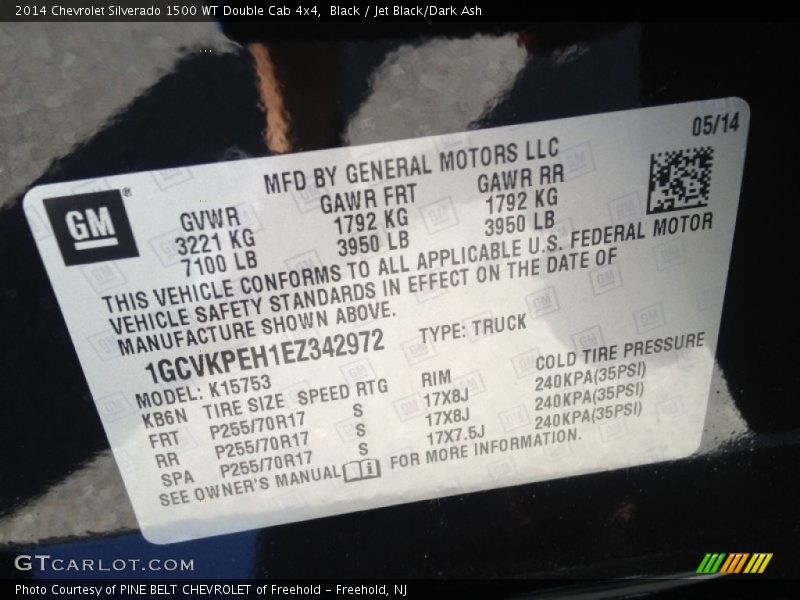 2014 Chevrolet Silverado 1500 WT Double Cab 4x4, Black / Jet Black/Dark Ash
05/14
MFD BY GENERAL MOTORS LLC
GM®
GVWR GAWR FRT GAWR RR
3221 KG 1792 KG 1792 KG
7100 LB 3950 LB 3950 LB
THIS VEHICLE CONFORMS TO ALL APPLICABLE U.S. FEDERAL MOTOR
VEHICLE SAFETY STANDARDS IN EFFECT ON THE DATE OF
MANUFACTURE SHOWN ABOVE.
1GCVKPEH1EZ342972 TYPE: TRUCK
MODEL: K15753
KB6N TIRE SIZE SPEED RTG RIM COLD TIRE PRESSURE
FRT P255/70R17 S 17X8J 240KPA(35PSI)
RR P255/70R17 S 17X8J 240KPA(35PSI)
SPA P255/70R17 S 17X7.5J 240KPA(35PSI)
SEE OWNER'S MANUAL FOR MORE INFORMATION.
GTCARLOT.COM
Photo Courtesy of PINE BELT CHEVROLET of Freehold - Freehold, NJ